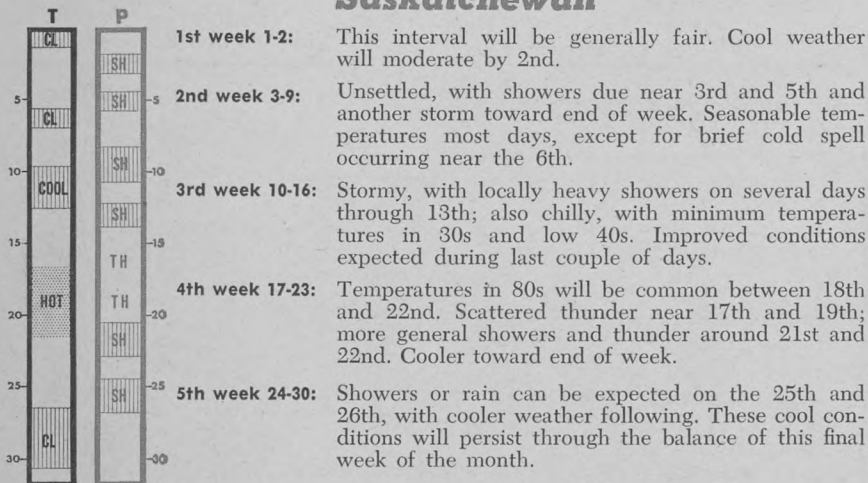 Saskatchewan
T P
CL
SH
1st week 1-2: This interval will be generally fair. Cool weather
will moderate by 2nd.
5- CL
SH -5
2nd week 3-9: Unsettled, with showers due near 3rd and 5th and
another storm toward end of week. Seasonable tem-
peratures most days, except for brief cold spell
occurring near the 6th.
10- COOL
SH -10
3rd week 10-16: Stormy, with locally heavy showers on several days
through 13th; also chilly, with minimum tempera-
tures in 30s and low 40s. Improved conditions
expected during last couple of days.
SH
15- -15
TH
4th week 17-23: Temperatures in 80s will be common between 18th
and 22nd. Scattered thunder near 17th and 19th;
more general showers and thunder around 21st and
22nd. Cooler toward end of week.
HOT TH
20- -20
SH
25- SH -25
5th week 24-30: Showers or rain can be expected on the 25th and
26th, with cooler weather following. These cool con-
ditions will persist through the balance of this final
week of the month.
CL
30- -30